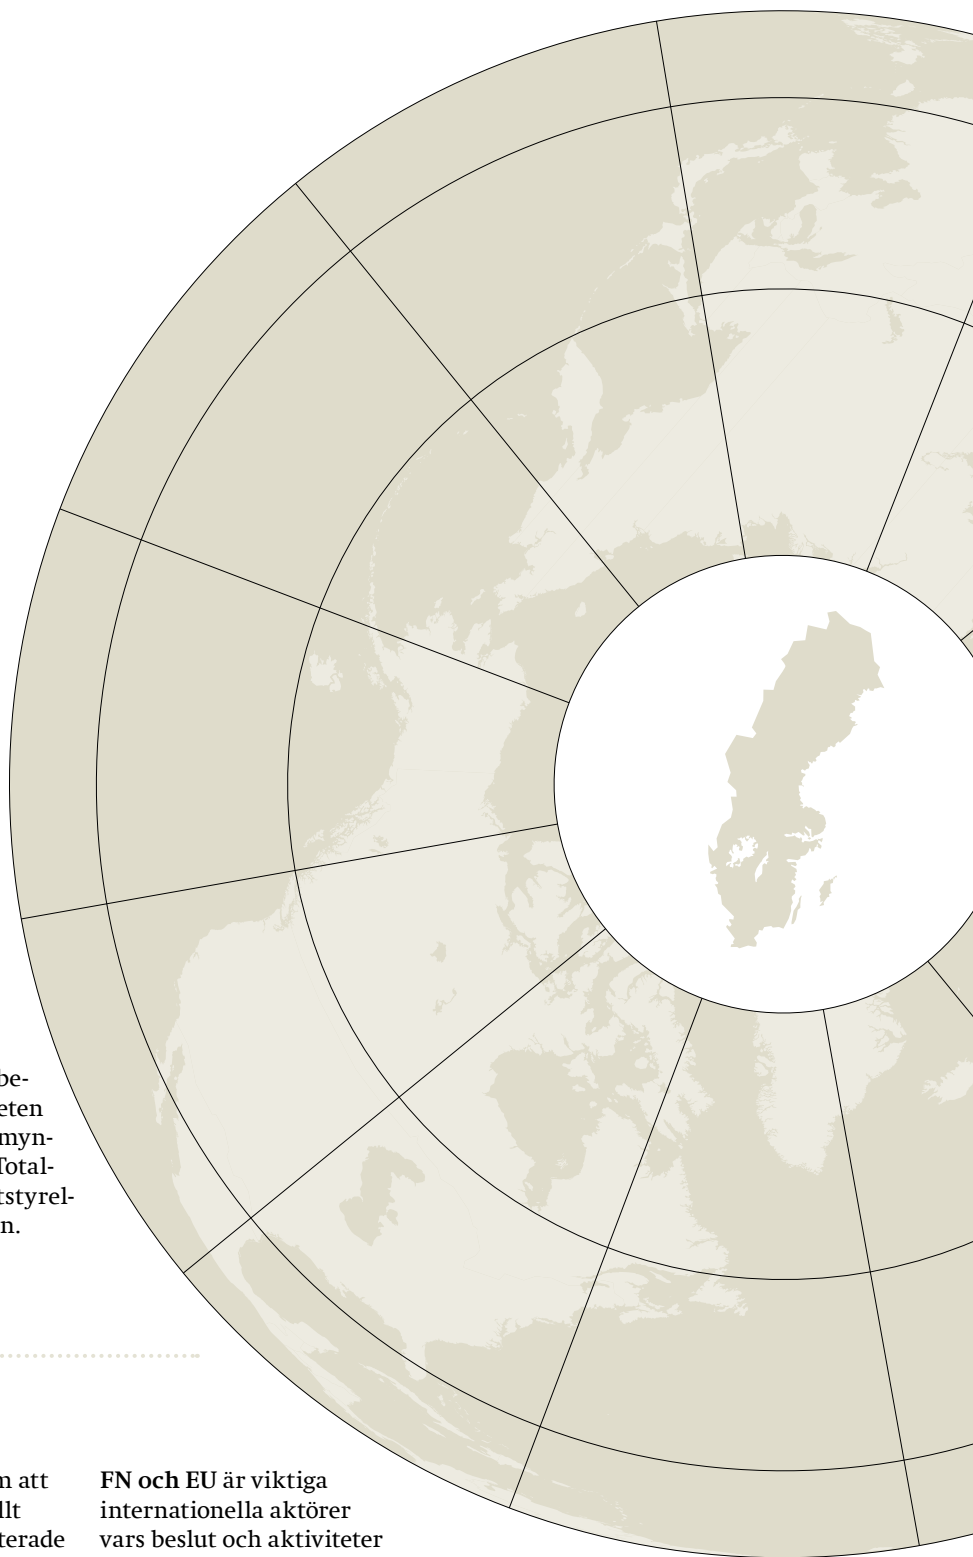 be-
eten
myn-
Total-
tstyrel-
n.
m att
llt
terade
FN och EU är viktiga
internationella aktörer
vars beslut och aktiviteter